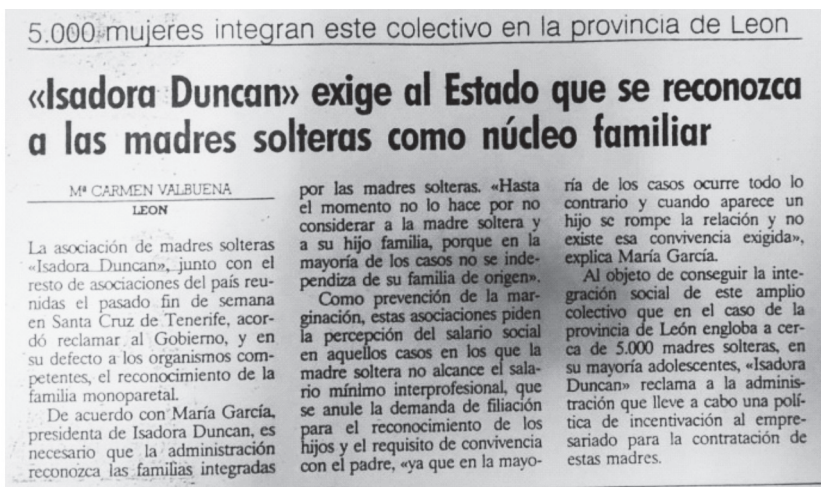 5.000 mujeres integran este colectivo en la provincia de Leon
«Isadora Duncan» exige al Estado que se reconozca
a las madres solteras como núcleo familiar
Mª CARMEN VALBUENA
LEON
La asociación de madres solteras
«Isadora Duncan», junto con el
resto de asociaciones del país reu-
nidas el pasado fin de semana
en Santa Cruz de Tenerife, acor-
dó reclamar al Gobierno, y en
su defecto a los organismos com-
petentes, el reconocimiento de la
familia monoparetal.
De acuerdo con María García,
presidenta de Isadora Duncan, es
necesario que la administración
reconozca las familias integradas
por las madres solteras. «Hasta
el momento no lo hace por no
considerar a la madre soltera y
a su hijo familia, porque en la
mayoría de los casos no se inde-
pendiza de su familia de origen».
Como prevención de la mar-
ginación, estas asociaciones piden
la percepción del salario social
en aquellos casos en los que la
madre soltera no alcance el sala-
rio mínimo interprofesional, que
se anule la demanda de filiación
para el reconocimiento de los
hijos y el requisito de convivencia
con el padre, «ya que en la mayo-
ría de los casos ocurre todo lo
contrario y cuando aparece un
hijo se rompe la relación y no
existe esa convivencia exigida»,
explica María García.
Al objeto de conseguir la inte-
gración social de este amplio
colectivo que en el caso de la
provincia de León engloba a cer-
ca de 5.000 madres solteras, en
su mayoría adolescentes, «Isadora
Duncan» reclama a la adminis-
tración que lleve a cabo una polí-
tica de incentivación al empre-
sariado para la contratación de
estas madres.